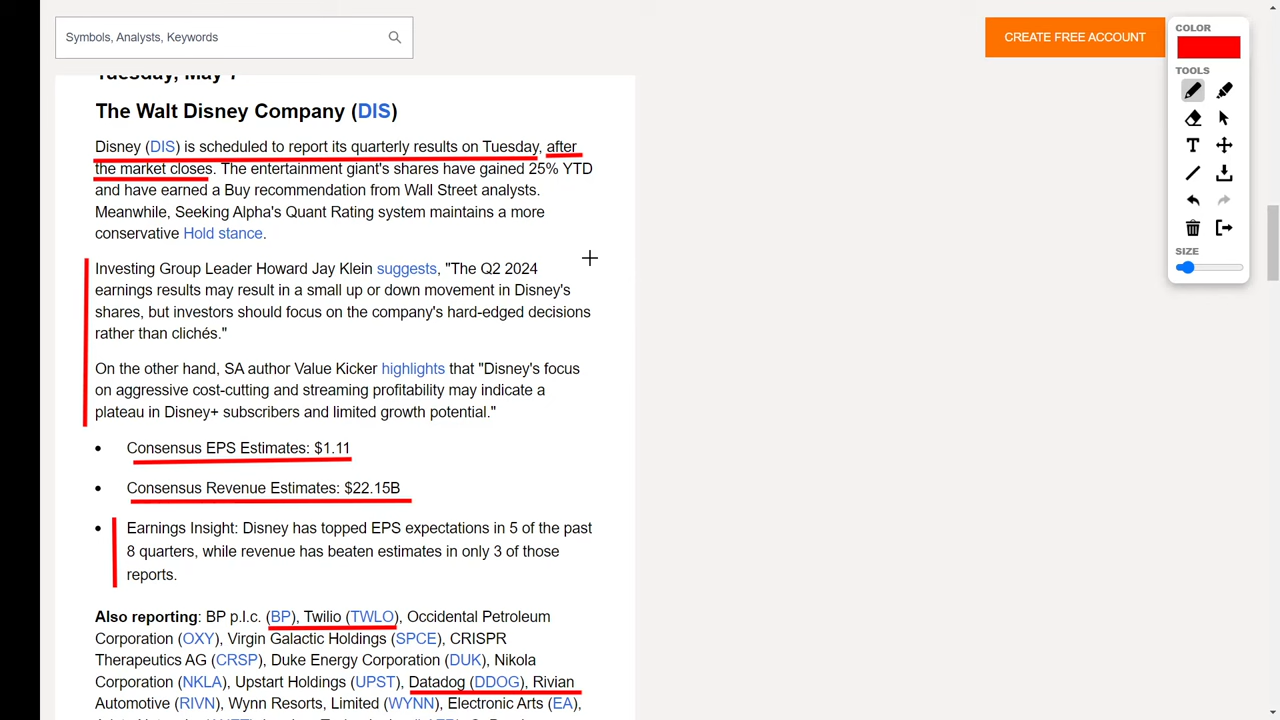 Symbols, Analysts, Keywords
CREATE FREE ACCOUNT
COLOR
TOOLS
T
SIZE
Tuesday, May 7
The Walt Disney Company (DIS)
Disney (DIS) is scheduled to report its quarterly results on Tuesday, after
the market closes. The entertainment giant's shares have gained 25% YTD
and have earned a Buy recommendation from Wall Street analysts.
Meanwhile, Seeking Alpha's Quant Rating system maintains a more
conservative Hold stance.
Investing Group Leader Howard Jay Klein suggests, "The Q2 2024
earnings results may result in a small up or down movement in Disney's
shares, but investors should focus on the company's hard-edged decisions
rather than clichés."
On the other hand, SA author Value Kicker highlights that "Disney's focus
on aggressive cost-cutting and streaming profitability may indicate a
plateau in Disney+ subscribers and limited growth potential."
• Consensus EPS Estimates: $1.11
• Consensus Revenue Estimates: $22.15B
• Earnings Insight: Disney has topped EPS expectations in 5 of the past
8 quarters, while revenue has beaten estimates in only 3 of those
reports.
Also reporting: BP p.l.c. (BP), Twilio (TWLO), Occidental Petroleum
Corporation (OXY), Virgin Galactic Holdings (SPCE), CRISPR
Therapeutics AG (CRSP), Duke Energy Corporation (DUK), Nikola
Corporation (NKLA), Upstart Holdings (UPST), Datadog (DDOG), Rivian
Automotive (RIVN), Wynn Resorts, Limited (WYNN), Electronic Arts (EA),